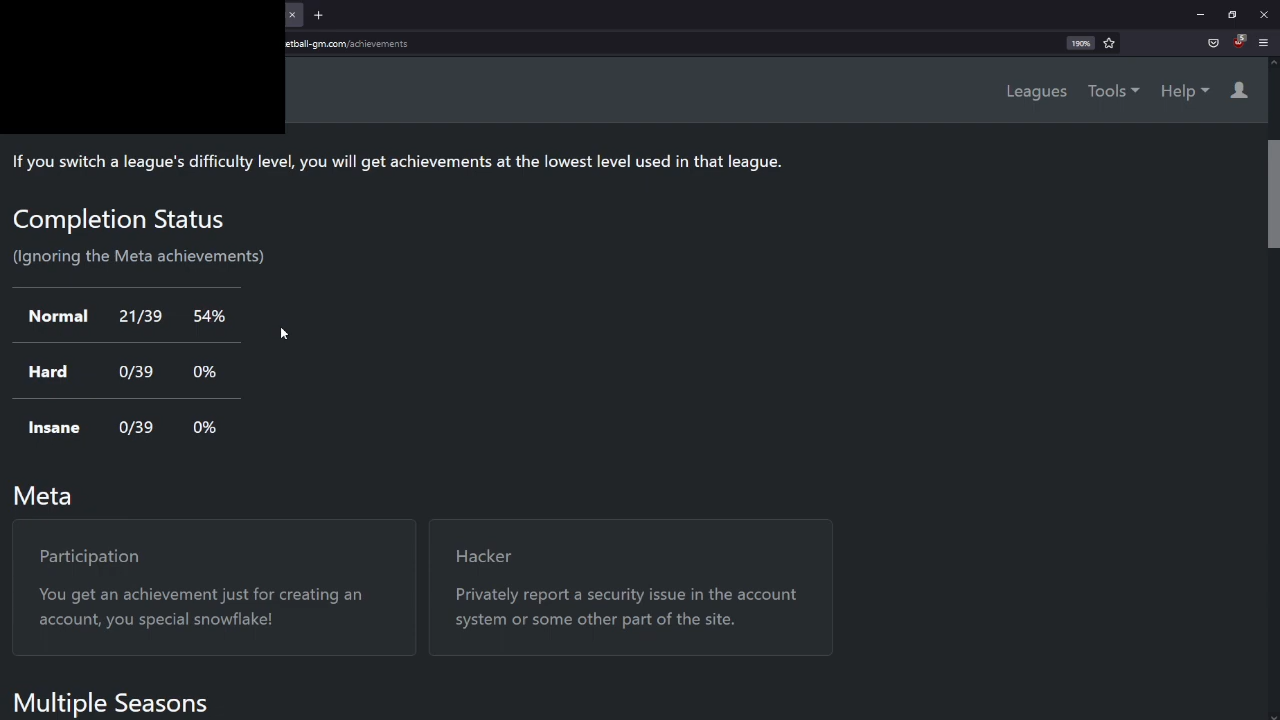 etball-gm.com/achievements
190%
5
Leagues Tools Help
If you switch a league's difficulty level, you will get achievements at the lowest level used in that league.
Completion Status
(Ignoring the Meta achievements)
Normal 21/39 54%
Hard 0/39 0%
Insane 0/39 0%
Meta
Participation
You get an achievement just for creating an
account, you special snowflake!
Hacker
Privately report a security issue in the account
system or some other part of the site.
Multiple Seasons